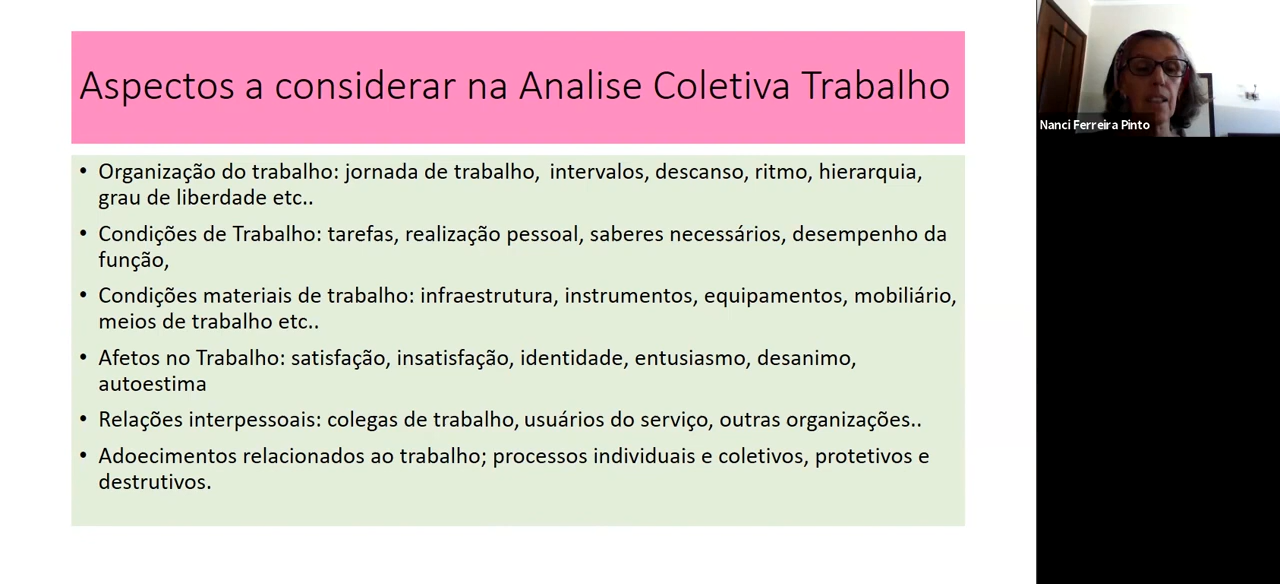 Aspectos a considerar na Analise Coletiva Trabalho
Nanci Ferreira Pinto
• Organização do trabalho: jornada de trabalho, intervalos, descanso, ritmo, hierarquia,
grau de liberdade etc..
• Condições de Trabalho: tarefas, realização pessoal, saberes necessários, desempenho da
função,
• Condições materiais de trabalho: infraestrutura, instrumentos, equipamentos, mobiliário,
meios de trabalho etc..
• Afetos no Trabalho: satisfação, insatisfação, identidade, entusiasmo, desanimo,
autoestima
• Relações interpessoais: colegas de trabalho, usuários do serviço, outras organizações..
• Adoecimentos relacionados ao trabalho; processos individuais e coletivos, protetivos e
destrutivos.